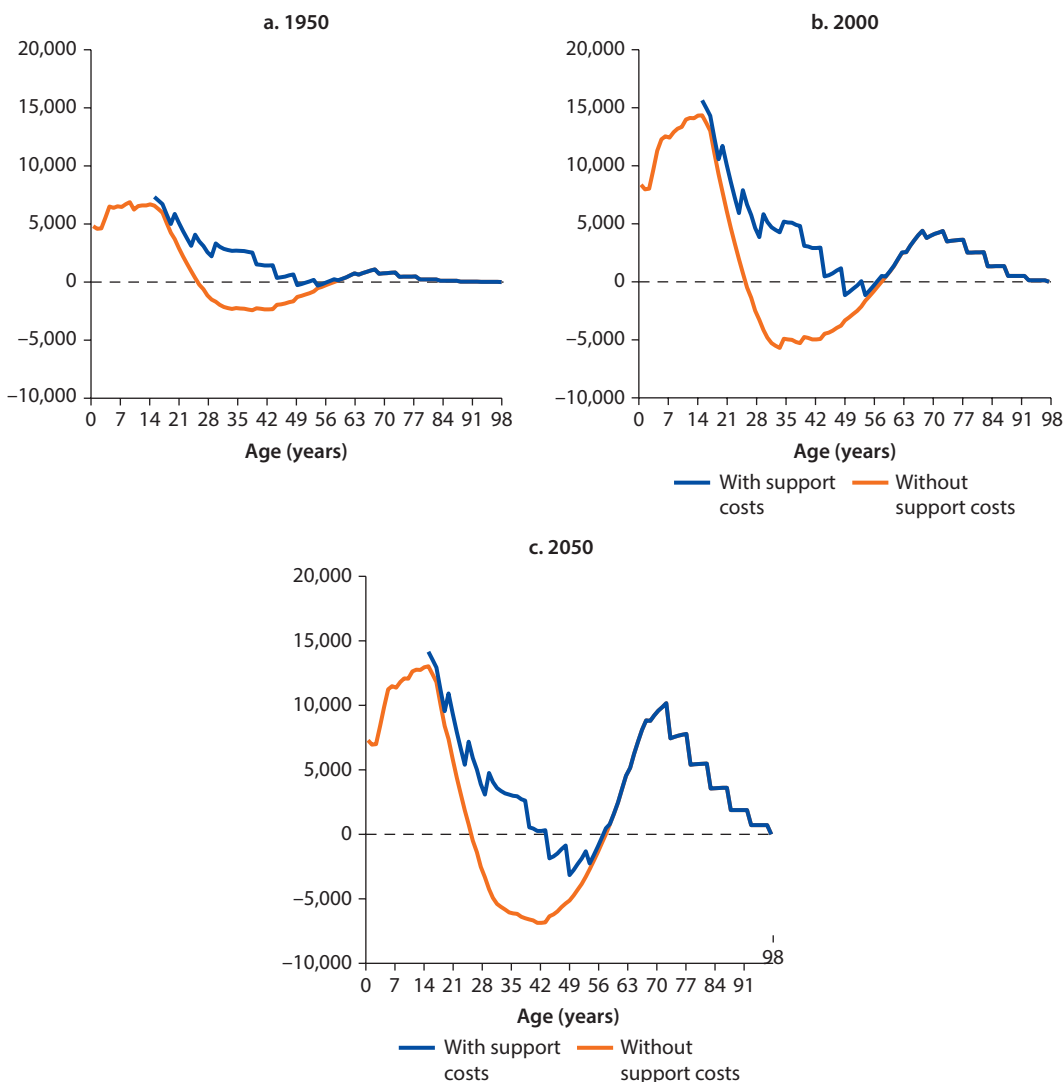 a. 1950
20,000
15,000
10,000
5,000
0
−5,000
−10,000
0 7 14 21 28 35 42 49 56 63 70 77 84 91 98
Age (years)
b. 2000
20,000
15,000
10,000
5,000
0
−5,000
−10,000
0 7 14 21 28 35 42 49 56 63 70 77 84 91 98
Age (years)
With support
costs
Without
support costs
c. 2050
20,000
15,000
10,000
5,000
0
−5,000
−10,000
0 7 14 21 28 35 42 49 56 63 70 77 84 91 98
Age (years)
With support
costs
Without
support costs